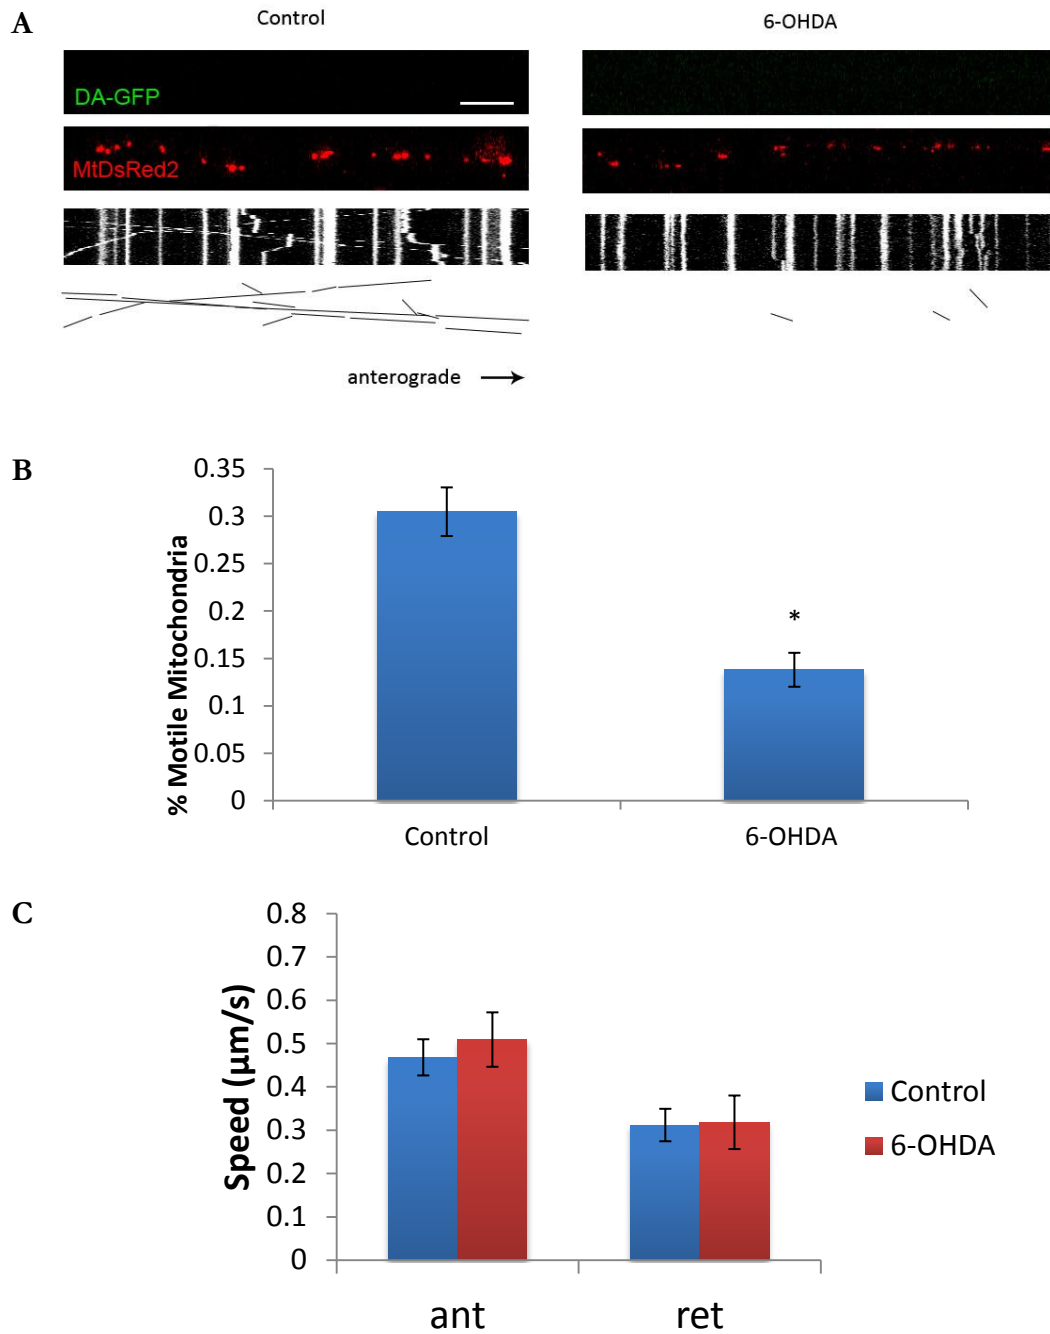 A
Control
6-OHDA
DA-GFP
MtDsRed2
anterograde
B
% Motile Mitochondria
0.35
0.3
0.25
0.2
0.15
0.1
0.05
0
*
Control
6-OHDA
C
Speed (µm/s)
0.8
0.7
0.6
0.5
0.4
0.3
0.2
0.1
0
ant
ret
Control
6-OHDA